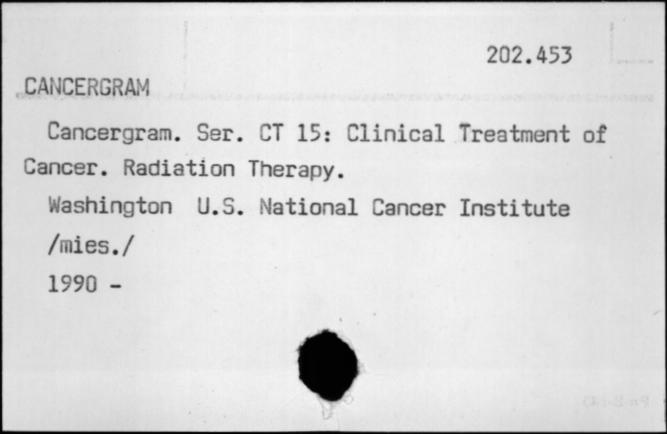 202.453
CANCERGRAM
Cancergram. Ser. CT 15: Clinical Treatment of
Cancer. Radiation Therapy.
Washington U.S. National Cancer Institute
/mies./
1990 -